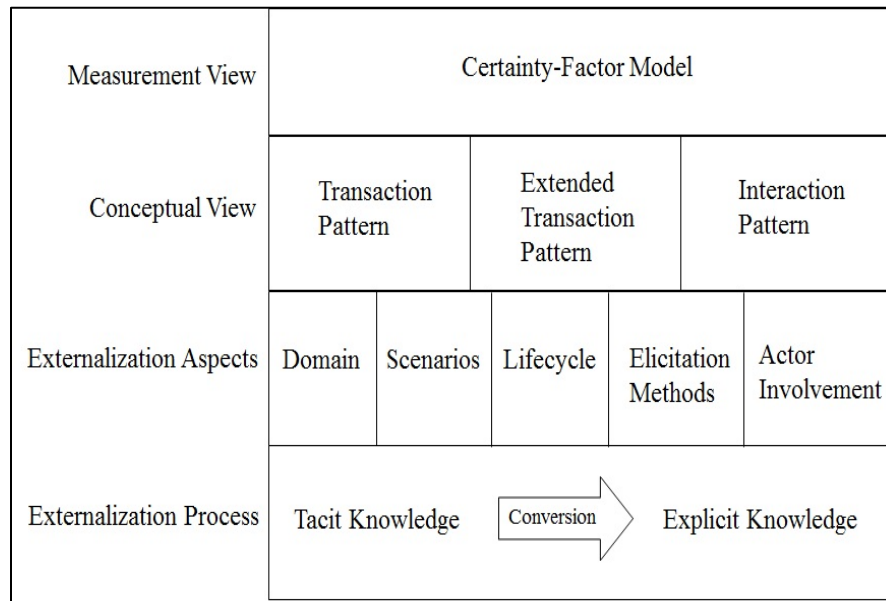 Measurement View
Certainty-Factor Model
Conceptual View
Transaction
Pattern
Extended
Transaction
Pattern
Interaction
Pattern
Externalization Aspects
Domain
Scenarios
Lifecycle
Elicitation
Methods
Actor
Involvement
Externalization Process
Tacit Knowledge
Conversion
Explicit Knowledge